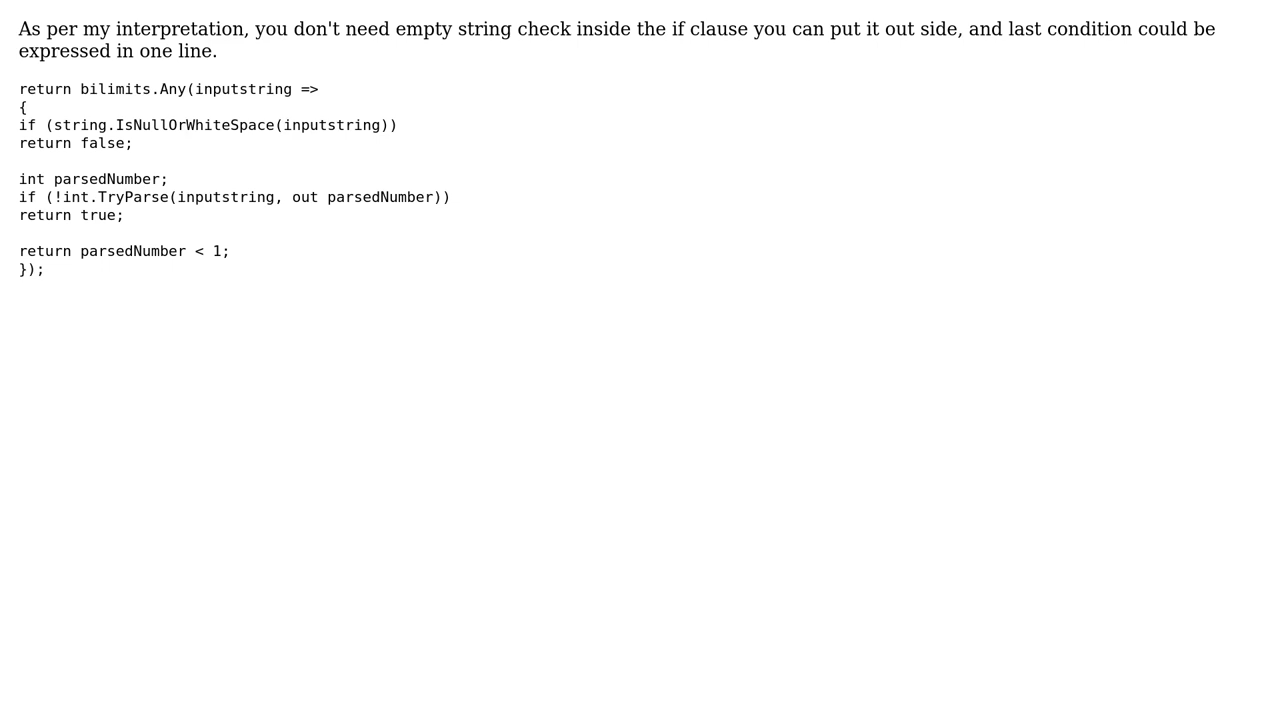 As per my interpretation, you don't need empty string check inside the if clause you can put it out side, and last condition could be
expressed in one line.
return bilimits.Any(inputstring =>
{
if (string.IsNullOrWhiteSpace(inputstring))
return false;
int parsedNumber;
if (!int.TryParse(inputstring, out parsedNumber))
return true;
return parsedNumber < 1;
});